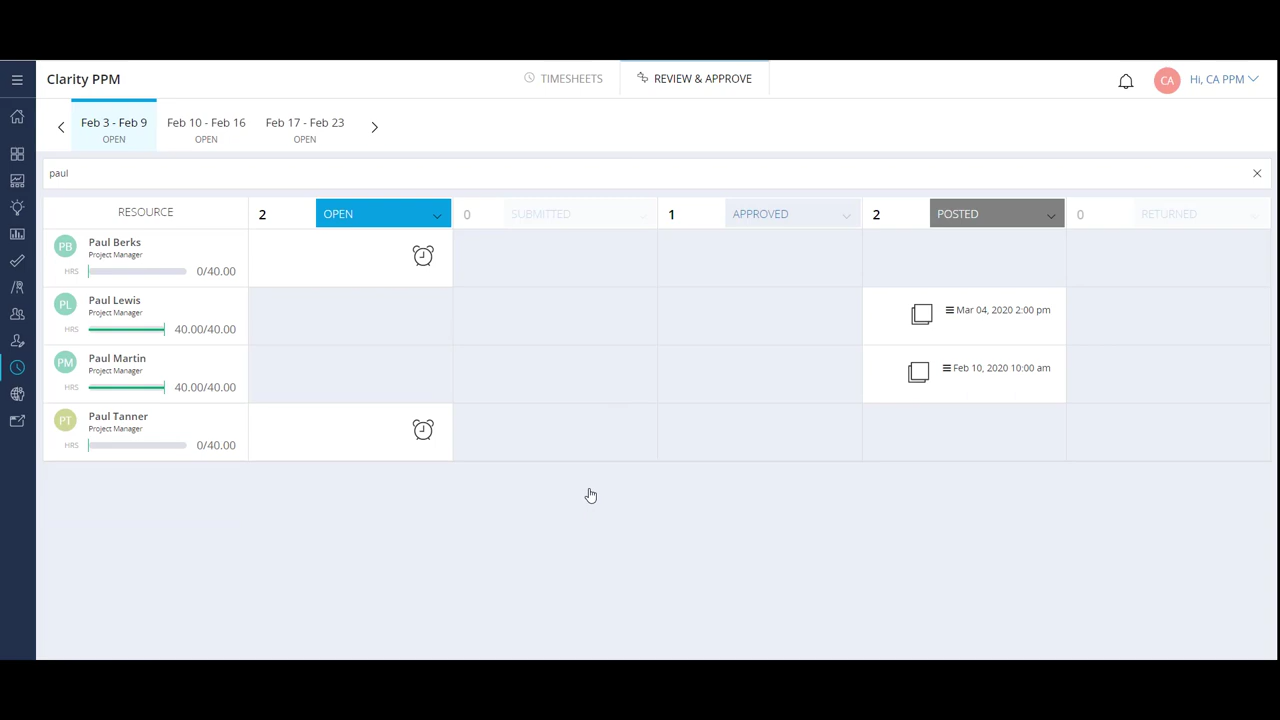 Clarity PPM
TIMESHEETS
REVIEW & APPROVE
CA
Hi, CA PPM
Feb 3 - Feb 9
OPEN
Feb 10 - Feb 16
OPEN
Feb 17 - Feb 23
OPEN
paul
RESOURCE
2 OPEN
0 SUBMITTED
1 APPROVED
2 POSTED
0 RETURNED
PB Paul Berks
Project Manager
HRS 0/40.00
PL Paul Lewis
Project Manager
HRS 40.00/40.00
Mar 04, 2020 2:00 pm
PM Paul Martin
Project Manager
HRS 40.00/40.00
Feb 10, 2020 10:00 am
PT Paul Tanner
Project Manager
HRS 0/40.00